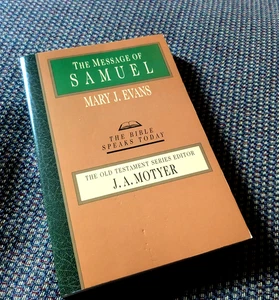 THE MESSAGE OF
SAMUEL
MARY J. EVANS
THE BIBLE
SPEAKS TODAY
THE OLD TESTAMENT SERIES EDITOR
J. A. MOTYER